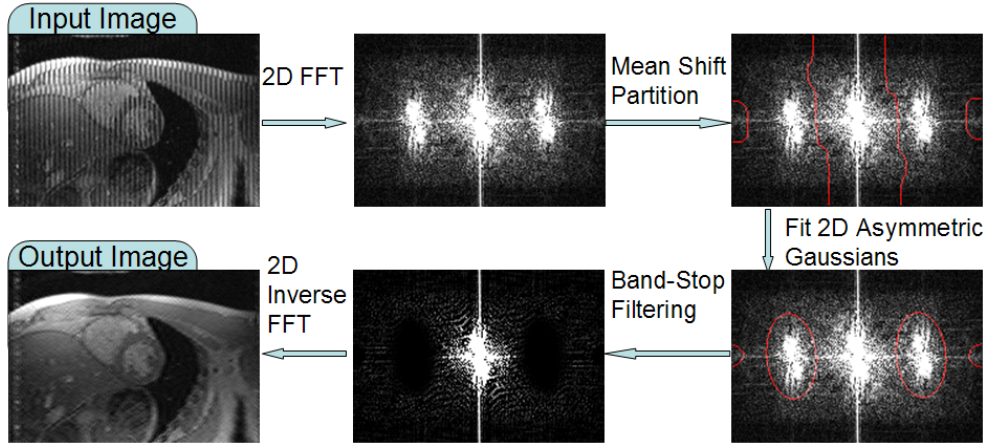 Input Image
2D FFT
Mean Shift
Partition
Fit 2D Asymmetric
Gaussians
Band-Stop
Filtering
2D
Inverse
FFT
Output Image